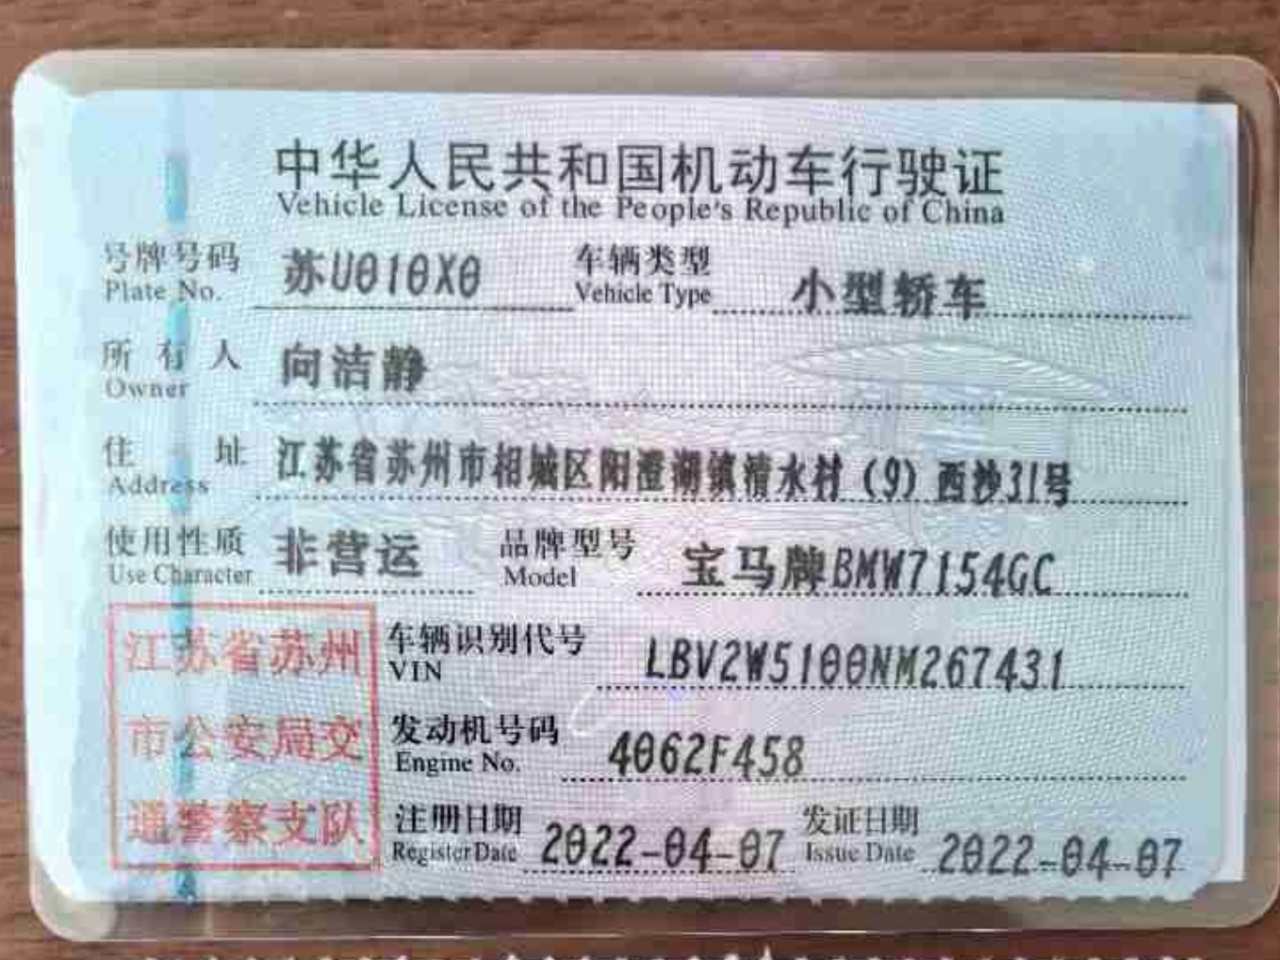 中华人民共和国机动车行驶证
Vehicle License of the People's Republic of China
号牌号码 苏U010X0 车辆类型 小型轿车
Plate No. Vehicle Type
所有人 向洁静
Owner
住址 江苏省苏州市相城区阳澄湖镇清水村（9）西沙31号
Address
使用性质 非营运 品牌型号 宝马牌BMW7154GC
Use Character Model
江苏省苏州
市公安局交
通警察支队
车辆识别代号 LBV2W5100NM267431
VIN
发动机号码 4062F458
Engine No.
注册日期 2022-04-07 发证日期 2022-04-07
Register Date Issue Date